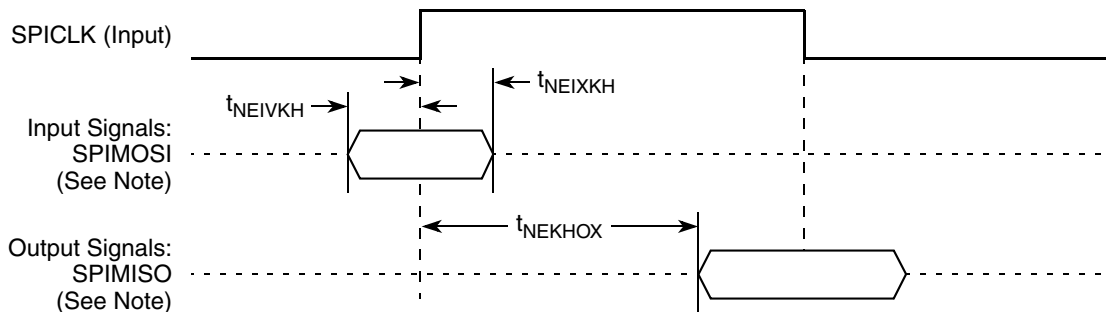 SPICLK (Input)
tNEIXKH
tNEIVKH
Input Signals:
SPIMOSI
(See Note)
tNEKHOX
Output Signals:
SPIMISO
(See Note)